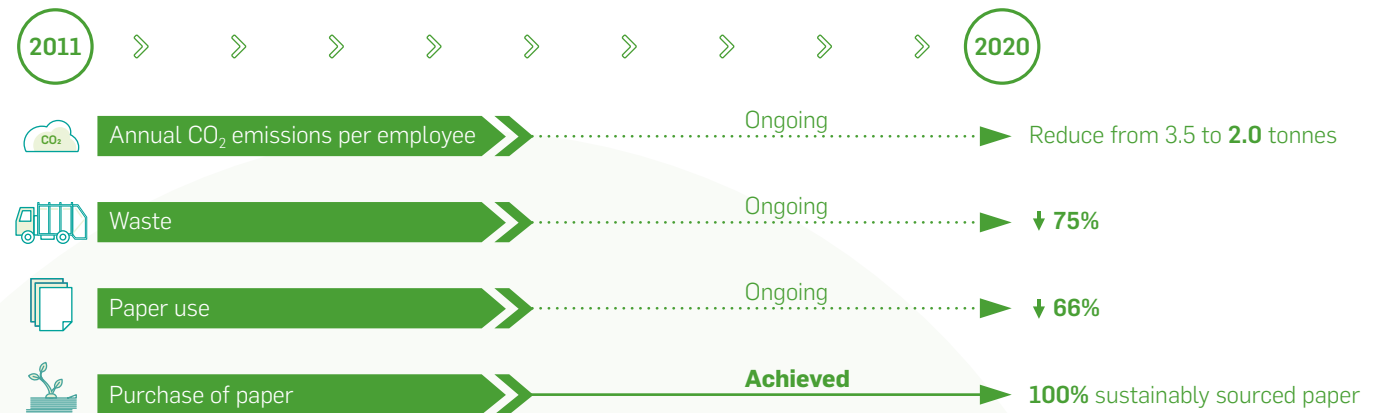 2011 2020
CO₂ Annual CO₂ emissions per employee Ongoing Reduce from 3.5 to 2.0 tonnes
Waste Ongoing 75%
Paper use Ongoing 66%
Purchase of paper Achieved 100% sustainably sourced paper